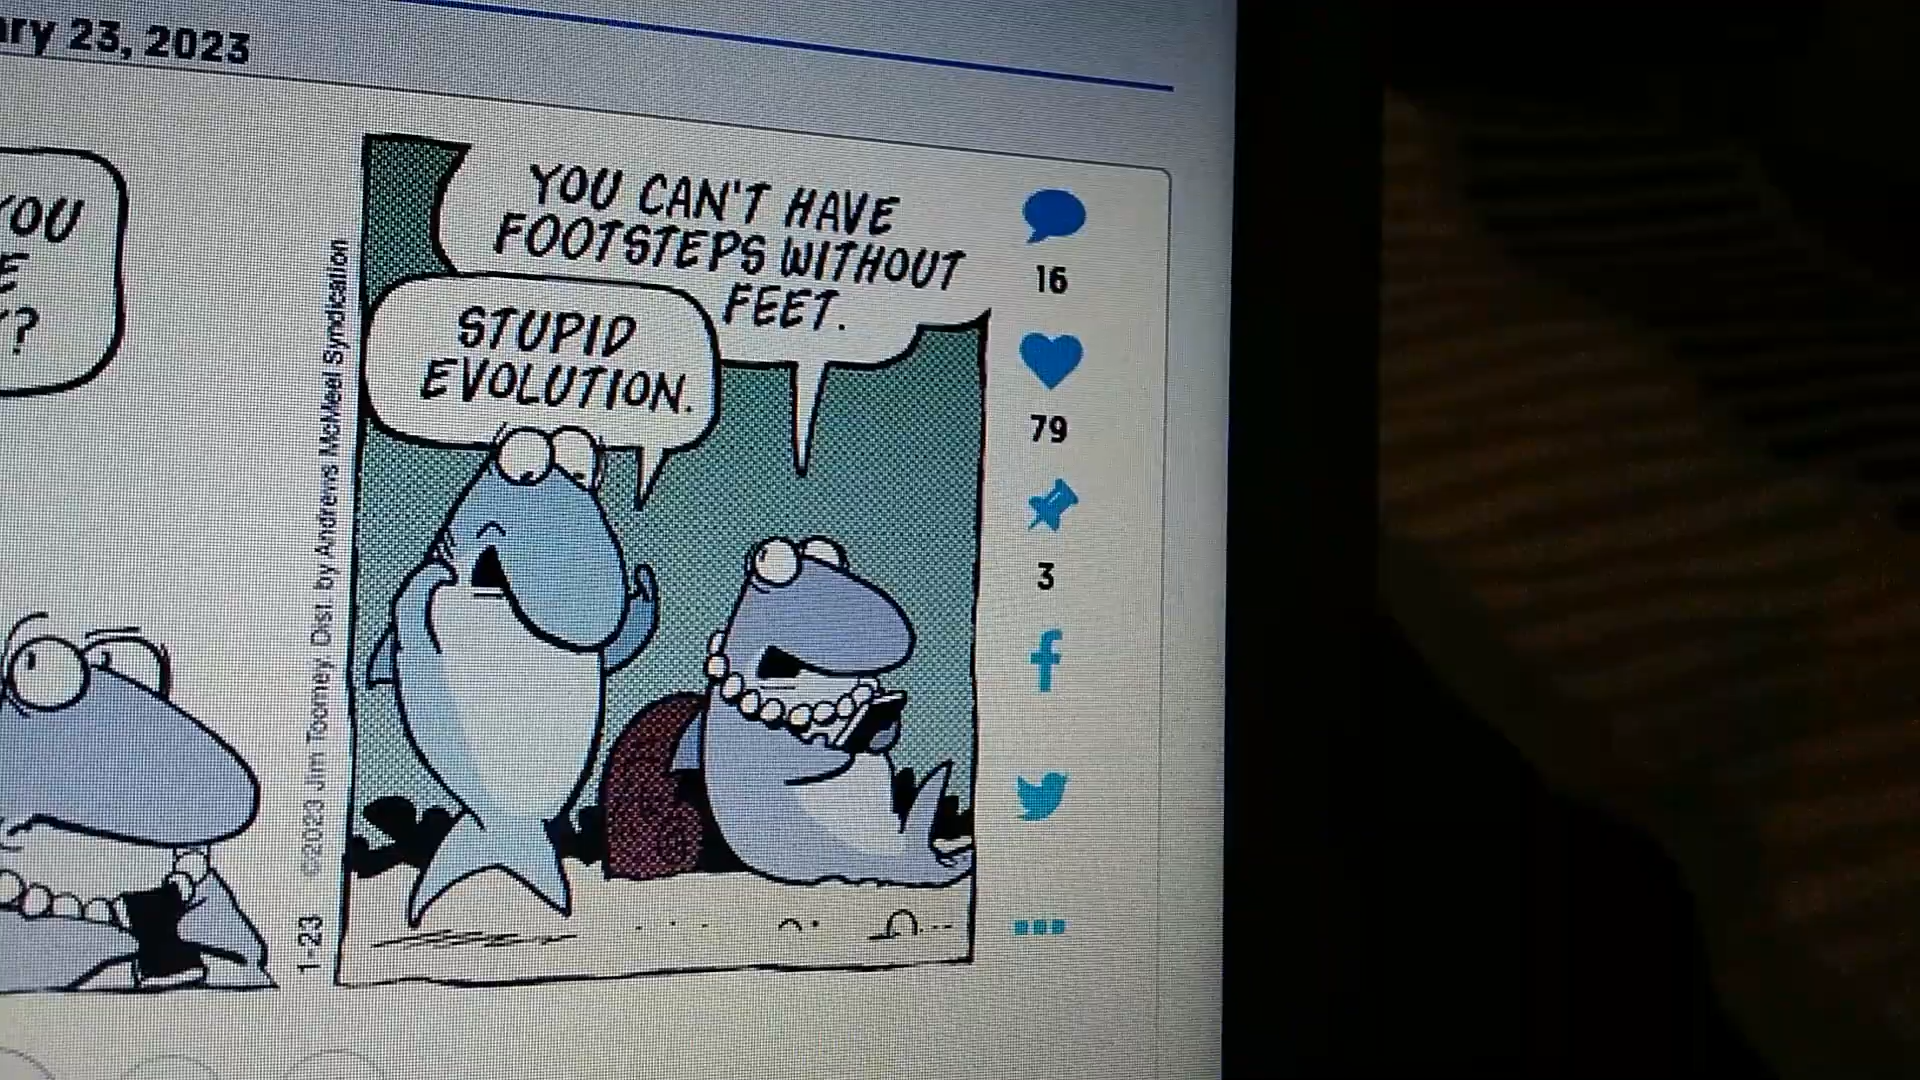 ry 23, 2023
YOU
E
?
©2023 Jim Toomey Dist. by Andrews McMeel Syndication
1-23
YOU CAN'T HAVE
FOOTSTEPS WITHOUT
FEET.
STUPID
EVOLUTION.
16
79
3